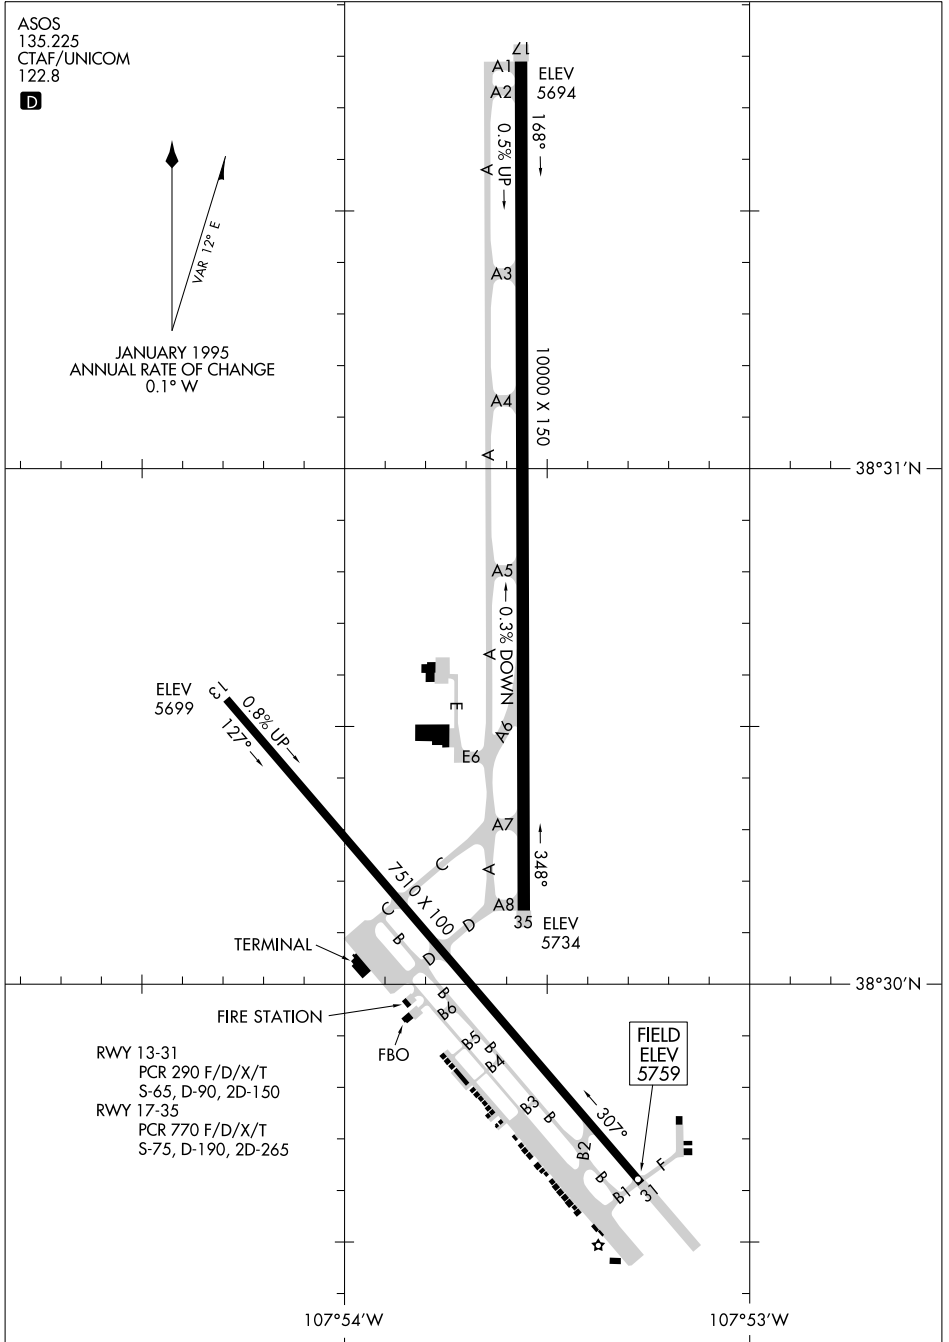 ASOS
135.225
CTAF/UNICOM
122.8
D
VAR 12° E
JANUARY 1995
ANNUAL RATE OF CHANGE
0.1° W
17
A1
ELEV
5694
A2
0.5% UP
168°
A
A3
10000 X 150
A4
A
38°31'N
A5
0.3% DOWN
A
E
A6
E6
A7
348°
A
A8
35
ELEV
5734
13
ELEV
5699
0.8% UP
127°
7510 X 100
C
C
B
D
D
TERMINAL
38°30'N
B
B6
FIRE STATION
FBO
B5
B
B4
B3
B
B2
B
B1
307°
31
F
FIELD
ELEV
5759
RWY 13-31
PCR 290 F/D/X/T
S-65, D-90, 2D-150
RWY 17-35
PCR 770 F/D/X/T
S-75, D-190, 2D-265
107°54'W
107°53'W